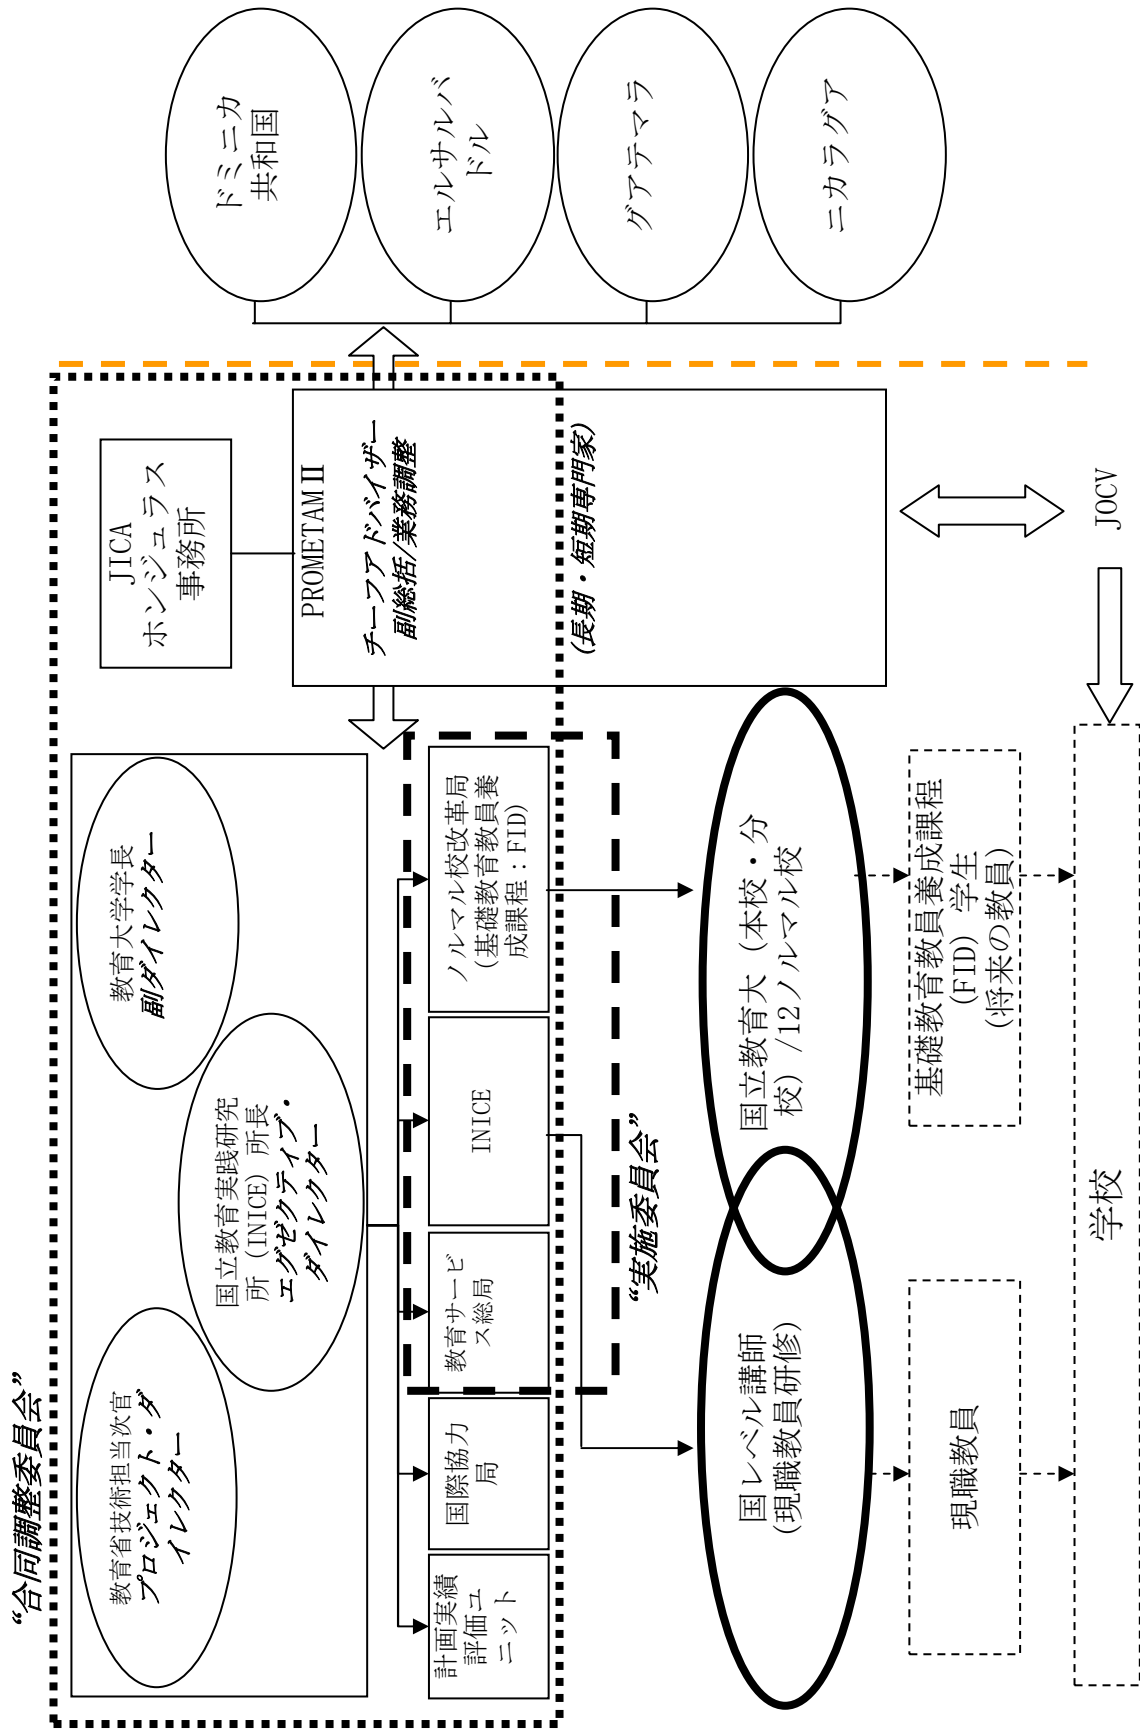 “合同調整委員会”
教育省技術担当次官
プロジェクト・ダ
イレクター
国立教育実践研究
所（INICE）所長
エグゼクティブ・
ダイレクター
教育大学学長
副ダイレクター
JICA
ホンジュラス
事務所
PROMETAMⅡ
チーフアドバイザー
副総括/業務調整
(長期・短期専門家)
ドミニカ
共和国
エルサルバ
ドル
グアテマラ
ニカラグア
計画実績
評価ユ
ニット
国際協力
局
教育サービ
ス総局
INICE
ノルマル校改革局
(基礎教育教員養
成課程：FID)
“実施委員会”
国レベル講師
(現職教員研修)
国立教育大（本校・分
校）/12ノルマル校
現職教員
基礎教育教員養成課程
(FID) 学生
(将来の教員)
学校
JOCV